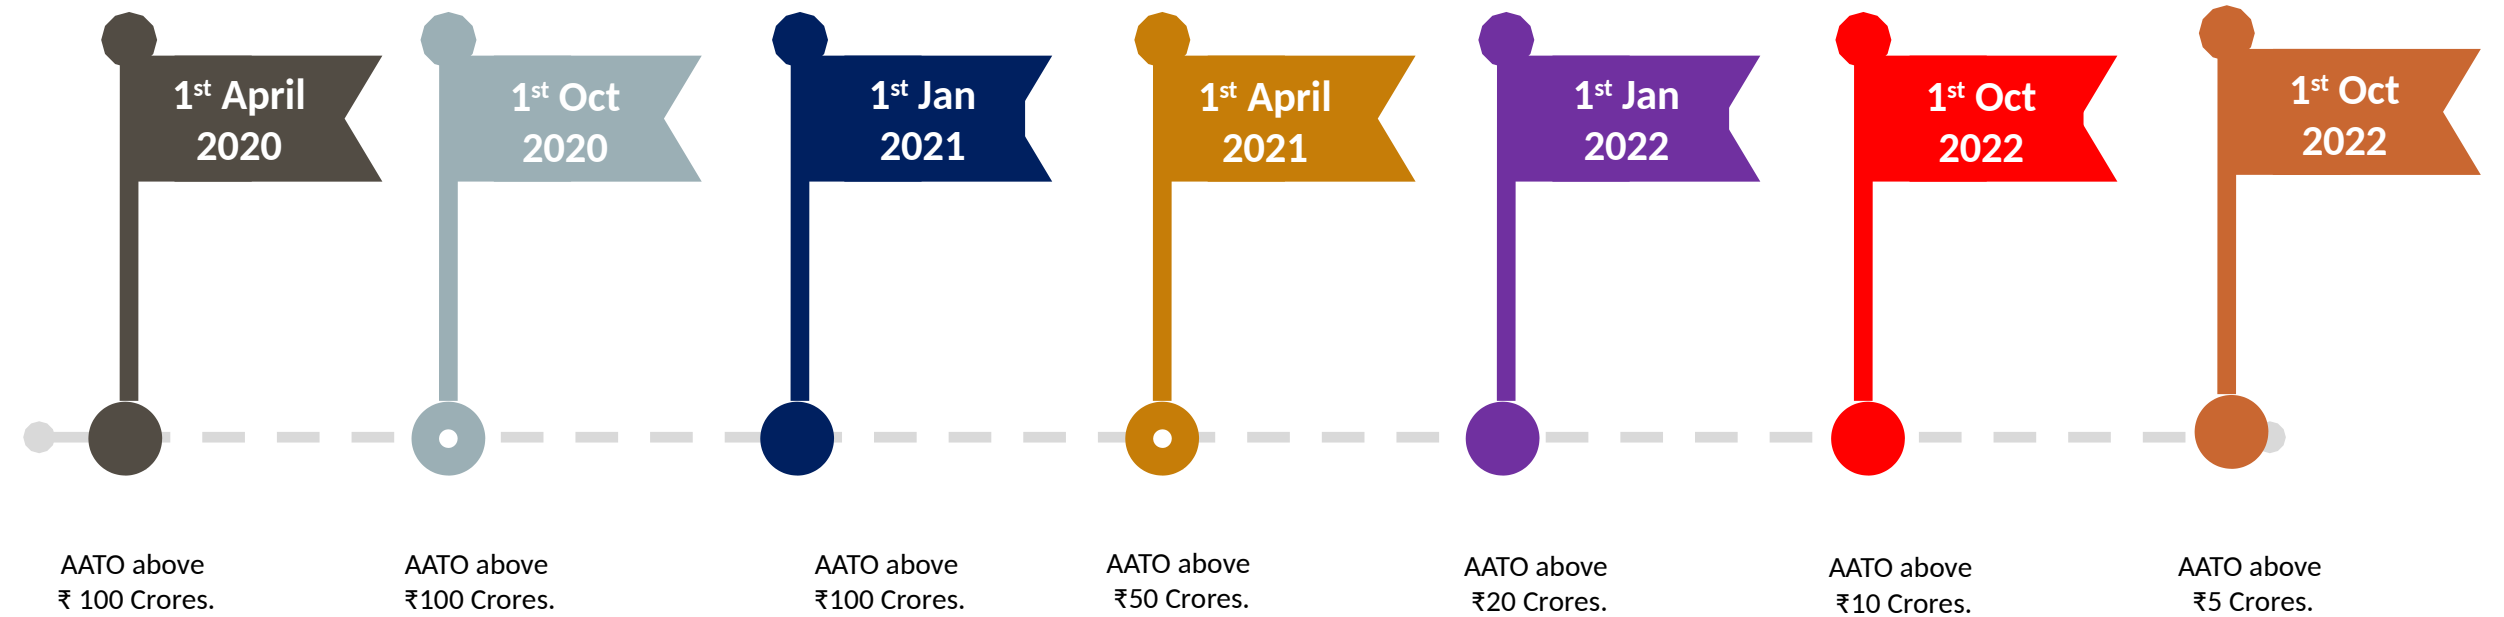 1st April
2020
1st Oct
2020
1st Jan
2021
1st April
2021
1st Jan
2022
1st Oct
2022
1st Oct
2022
AATO above
₹ 100 Crores.
AATO above
₹100 Crores.
AATO above
₹100 Crores.
AATO above
₹50 Crores.
AATO above
₹20 Crores.
AATO above
₹10 Crores.
AATO above
₹5 Crores.